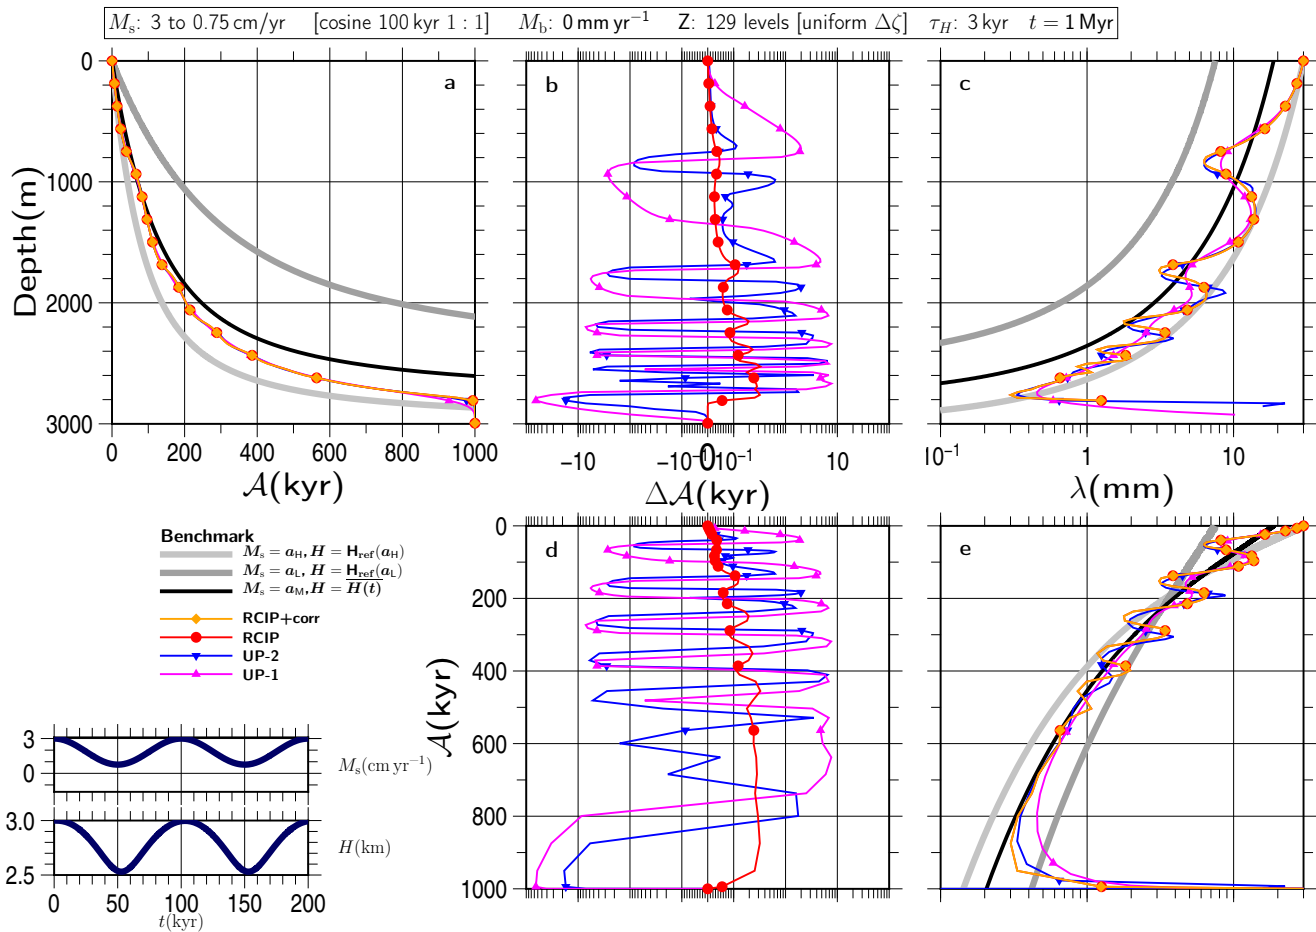 Mₛ: 3 to 0.75 cm/yr [cosine 100 kyr 1 : 1] M_b: 0 mm yr⁻¹ Z: 129 levels [uniform Δζ] τ_H: 3 kyr t = 1 Myr
a
b
c
0
1000
2000
3000
Depth(m)
0 200 400 600 800 1000
𝒜(kyr)
−10 −10⁻¹ 0 10⁻¹ 10
Δ𝒜(kyr)
10⁻¹ 1 10
λ(mm)
Benchmark
Mₛ = a_H, H = H_ref(a_H)
Mₛ = a_L, H = H_ref(a_L)
Mₛ = a_M, H = H(t)
RCIP+corr
RCIP
UP-2
UP-1
d
e
0
200
400
600
800
1000
𝒜(kyr)
3
0
Mₛ(cm yr⁻¹)
3.0
2.5
H(km)
0 50 100 150 200
t(kyr)